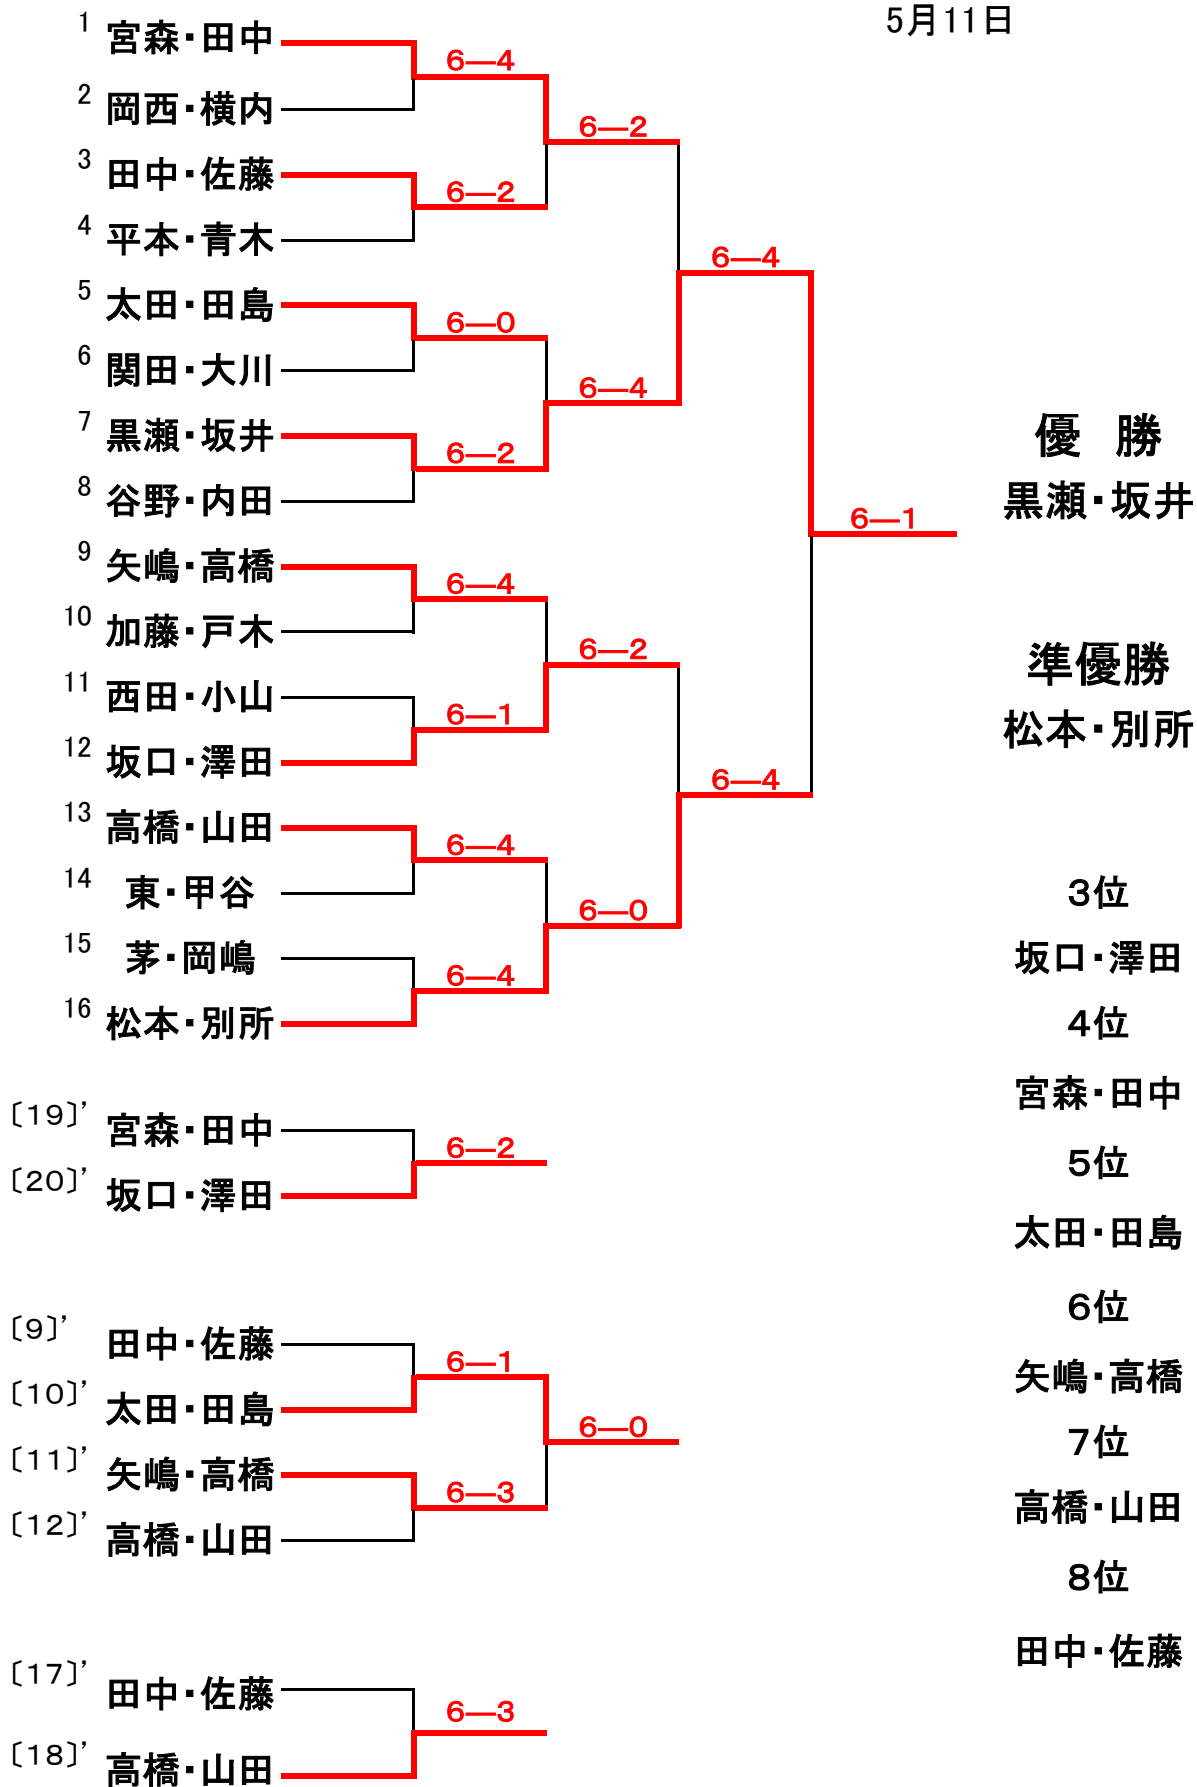 5月11日
1 宮森・田中
6―4
2 岡西・横内
6―2
3 田中・佐藤
6―2
4 平本・青木
6―4
5 太田・田島
6―0
6 関田・大川
6―4
7 黒瀬・坂井
6―2
8 谷野・内田
優　勝
黒瀬・坂井
6―1
9 矢嶋・高橋
6―4
10 加藤・戸木
6―2
11 西田・小山
6―1
12 坂口・澤田
準優勝
松本・別所
6―4
13 高橋・山田
6―4
14 東・甲谷
6―0
15 茅・岡嶋
6―4
16 松本・別所
3位
坂口・澤田
4位
宮森・田中
5位
太田・田島
6位
矢嶋・高橋
7位
高橋・山田
8位
田中・佐藤
〔19〕’ 宮森・田中
6―2
〔20〕’ 坂口・澤田
〔9〕’ 田中・佐藤
6―1
〔10〕’ 太田・田島
6―0
〔11〕’ 矢嶋・高橋
6―3
〔12〕’ 高橋・山田
〔17〕’ 田中・佐藤
6―3
〔18〕’ 高橋・山田